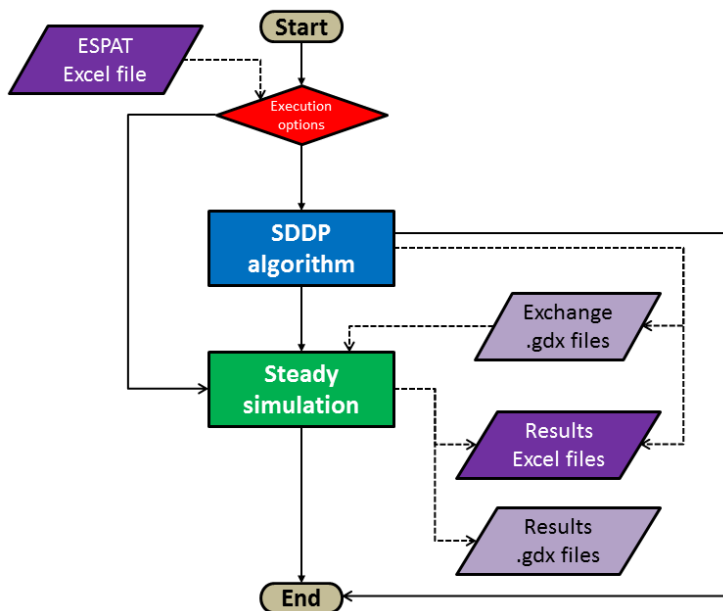 Start
ESPAT
Excel file
Execution
options
SDDP
algorithm
Exchange
.gdx files
Steady
simulation
Results
Excel files
Results
.gdx files
End